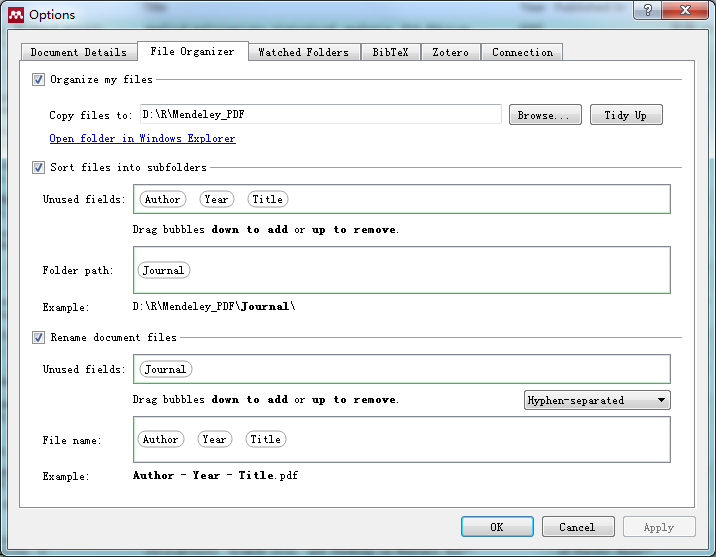 Options
Document Details File Organizer Watched Folders BibTeX Zotero Connection
Organize my files
Copy files to: D:\R\Mendeley_PDF Browse... Tidy Up
Open folder in Windows Explorer
Sort files into subfolders
Unused fields: Author Year Title
Drag bubbles down to add or up to remove.
Folder path: Journal
Example: D:\R\Mendeley_PDF\Journal\
Rename document files
Unused fields: Journal
Drag bubbles down to add or up to remove. Hyphen-separated
File name: Author Year Title
Example: Author - Year - Title.pdf
OK Cancel Apply